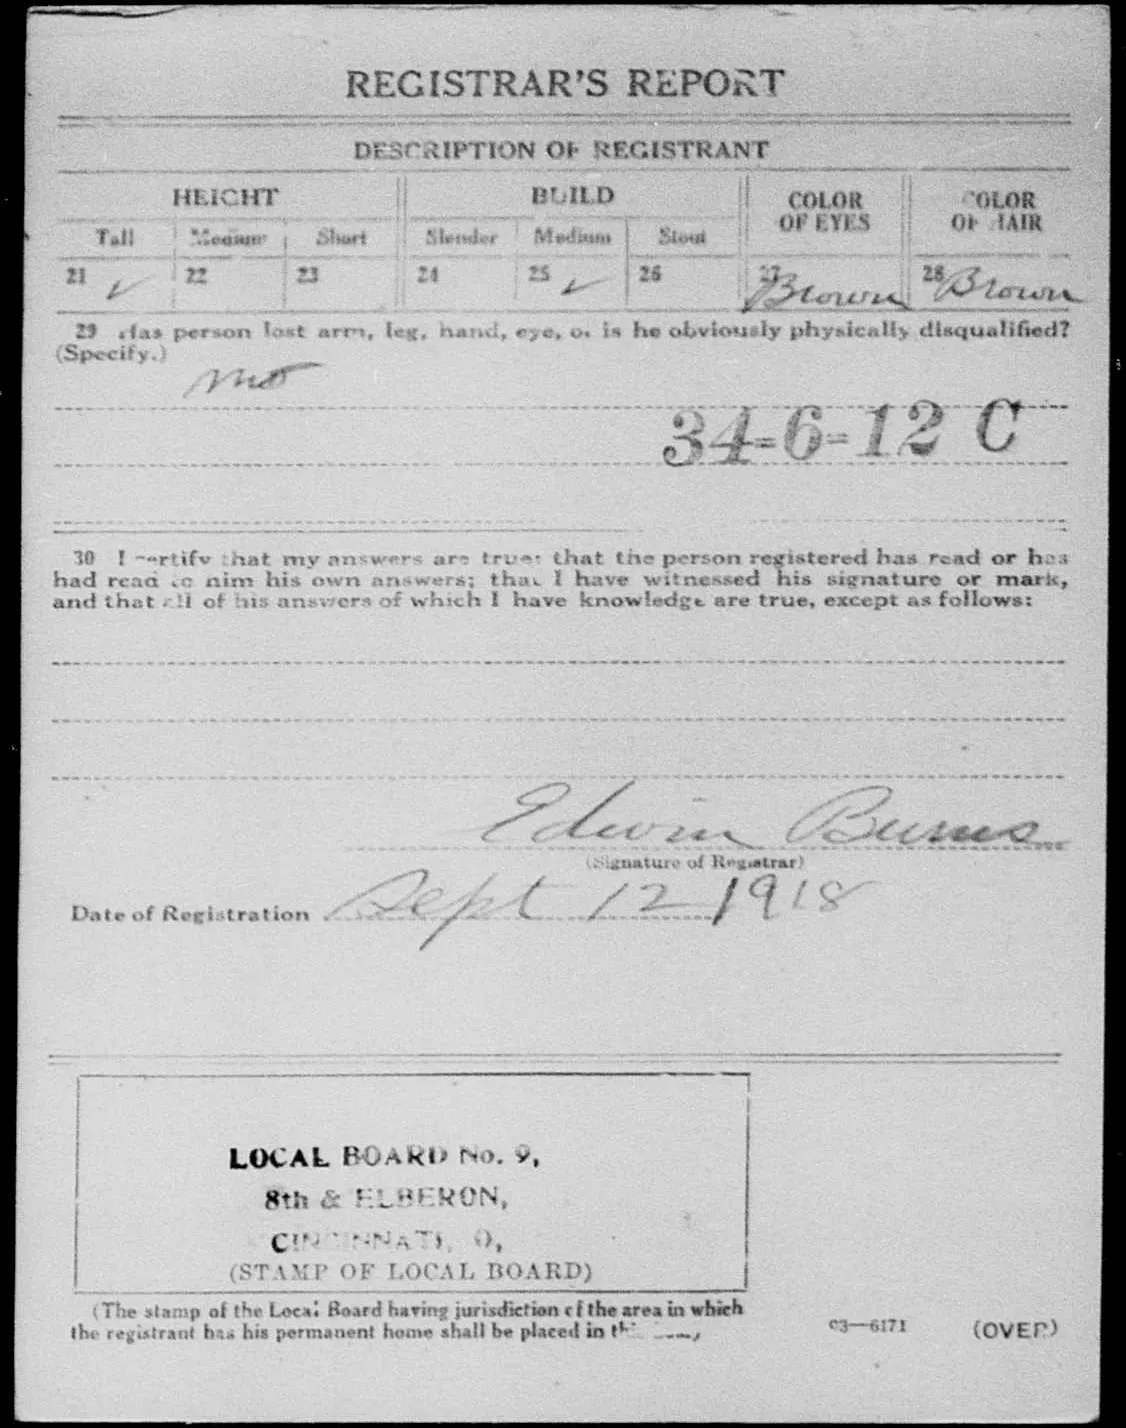 REGISTRAR'S REPORT
DESCRIPTION OF REGISTRANT
HEIGHT BUILD COLOR OF EYES COLOR OF HAIR
Tall Medium Short Slender Medium Stout
21 ✓ 22 23 24 25 ✓ 26 27 Brown 28 Brown
29 Has person lost arm, leg, hand, eye, or is he obviously physically disqualified?
(Specify.)
no
34-6-12 C
30 I certify that my answers are true; that the person registered has read or has
had read to him his own answers; that I have witnessed his signature or mark,
and that all of his answers of which I have knowledge are true, except as follows:
Edwin Burns
(Signature of Registrar)
Date of Registration Sept 12 1918
LOCAL BOARD No. 9,
8th & ELBERON,
CINCINNATI, O,
(STAMP OF LOCAL BOARD)
(The stamp of the Local Board having jurisdiction of the area in which
the registrant has his permanent home shall be placed in this
03—6171 (OVER)